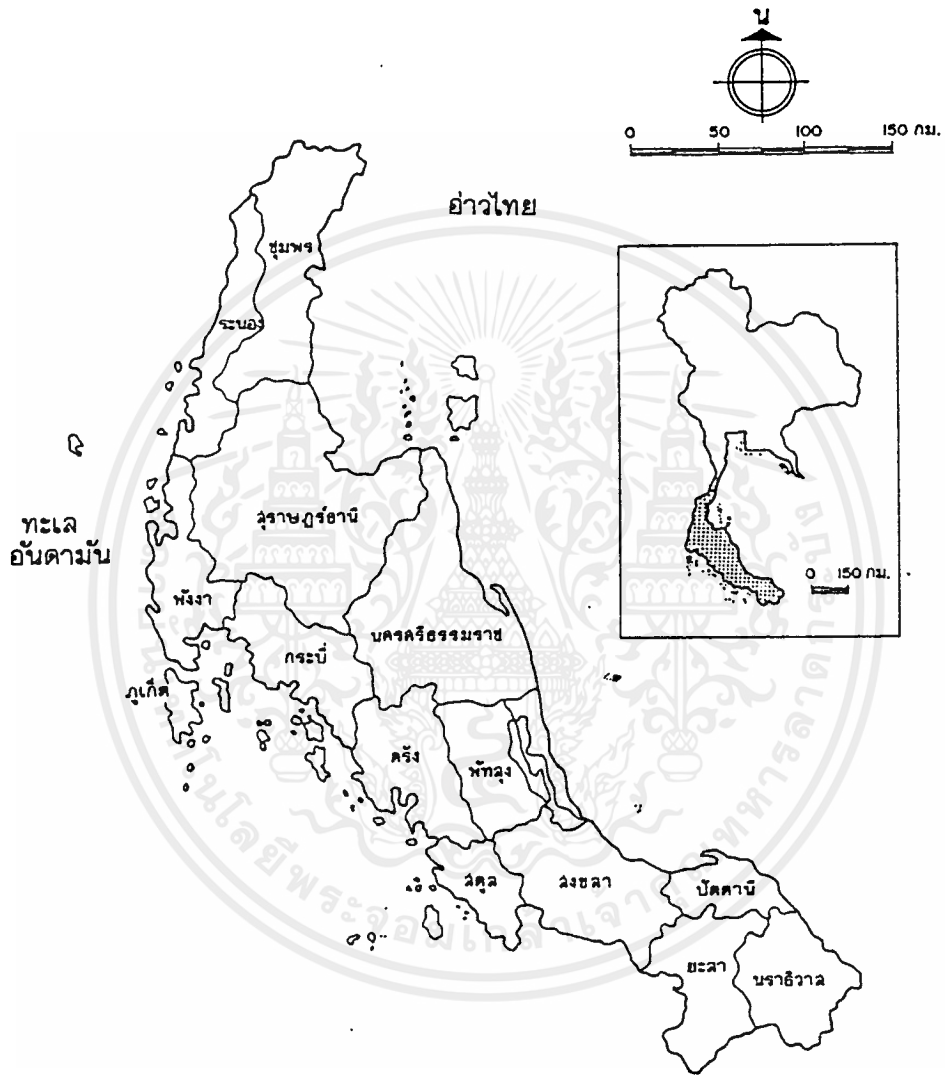 น
0 50 100 150 กม.
อ่าวไทย
ชุมพร
ระนอง
สุราษฎร์ธานี
ทะเล
อันดามัน
0 150 กม.
พังงา
นครศรีธรรมราช
กระบี่
ภูเก็ต
ตรัง
พัทลุง
สตูล
สงขลา
ปัตตานี
ยะลา
นราธิวาส